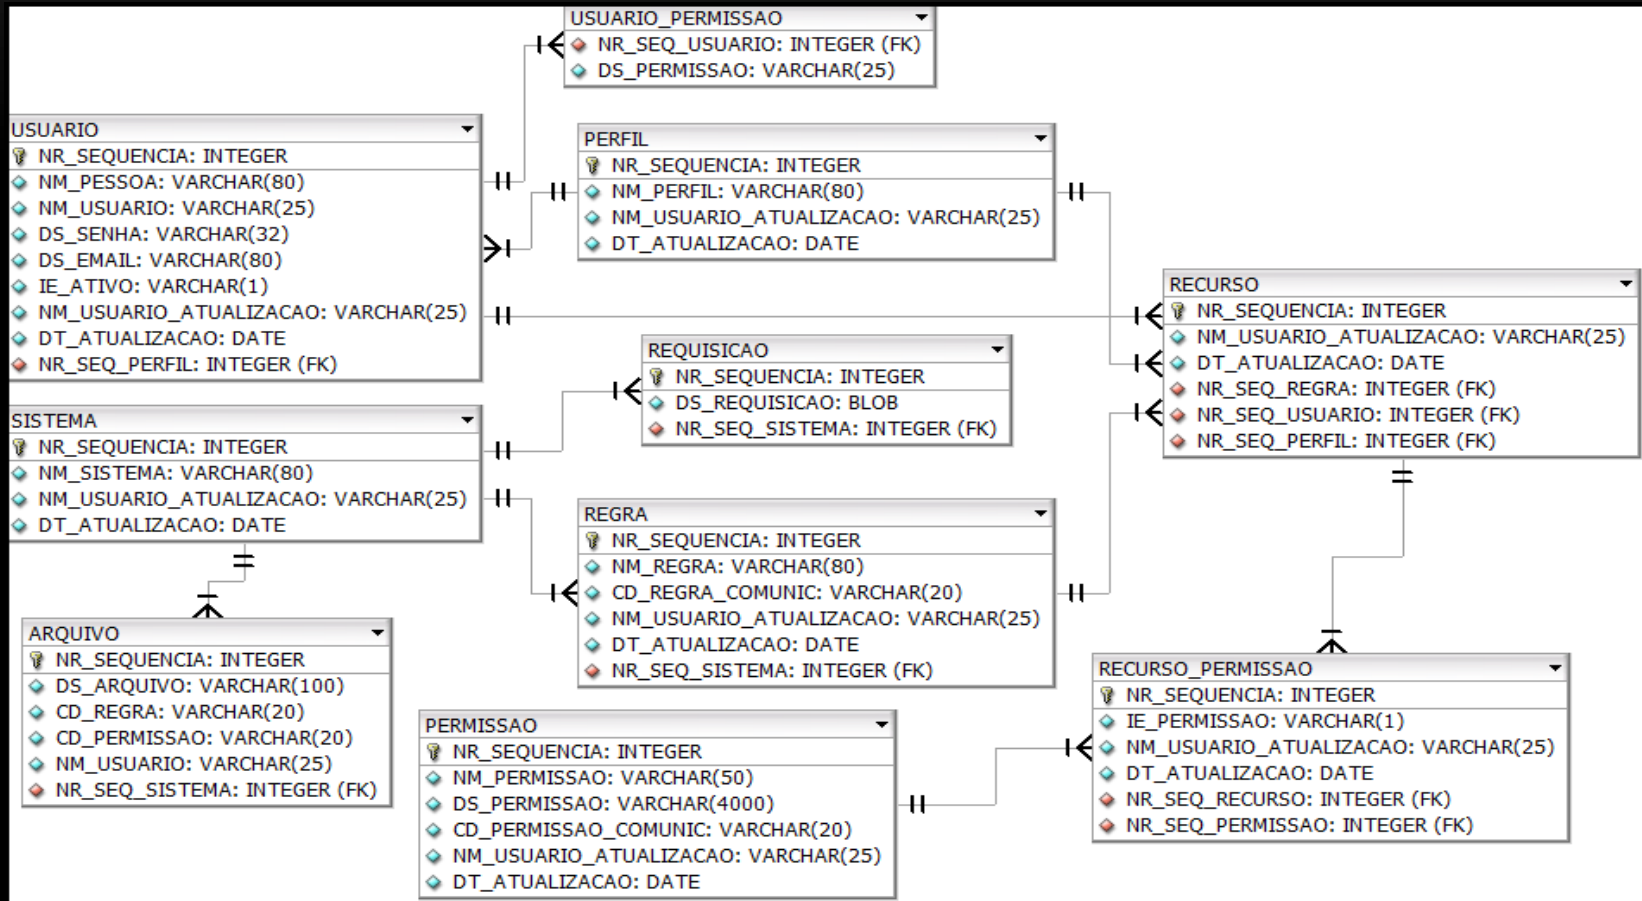 USUARIO_PERMISSAO
NR_SEQ_USUARIO: INTEGER (FK)
DS_PERMISSAO: VARCHAR(25)
USUARIO
NR_SEQUENCIA: INTEGER
NM_PESSOA: VARCHAR(80)
NM_USUARIO: VARCHAR(25)
DS_SENHA: VARCHAR(32)
DS_EMAIL: VARCHAR(80)
IE_ATIVO: VARCHAR(1)
NM_USUARIO_ATUALIZACAO: VARCHAR(25)
DT_ATUALIZACAO: DATE
NR_SEQ_PERFIL: INTEGER (FK)
PERFIL
NR_SEQUENCIA: INTEGER
NM_PERFIL: VARCHAR(80)
NM_USUARIO_ATUALIZACAO: VARCHAR(25)
DT_ATUALIZACAO: DATE
RECURSO
NR_SEQUENCIA: INTEGER
NM_USUARIO_ATUALIZACAO: VARCHAR(25)
DT_ATUALIZACAO: DATE
NR_SEQ_REGRA: INTEGER (FK)
NR_SEQ_USUARIO: INTEGER (FK)
NR_SEQ_PERFIL: INTEGER (FK)
REQUISICAO
NR_SEQUENCIA: INTEGER
DS_REQUISICAO: BLOB
NR_SEQ_SISTEMA: INTEGER (FK)
SISTEMA
NR_SEQUENCIA: INTEGER
NM_SISTEMA: VARCHAR(80)
NM_USUARIO_ATUALIZACAO: VARCHAR(25)
DT_ATUALIZACAO: DATE
REGRA
NR_SEQUENCIA: INTEGER
NM_REGRA: VARCHAR(80)
CD_REGRA_COMUNIC: VARCHAR(20)
NM_USUARIO_ATUALIZACAO: VARCHAR(25)
DT_ATUALIZACAO: DATE
NR_SEQ_SISTEMA: INTEGER (FK)
ARQUIVO
NR_SEQUENCIA: INTEGER
DS_ARQUIVO: VARCHAR(100)
CD_REGRA: VARCHAR(20)
CD_PERMISSAO: VARCHAR(20)
NM_USUARIO: VARCHAR(25)
NR_SEQ_SISTEMA: INTEGER (FK)
RECURSO_PERMISSAO
NR_SEQUENCIA: INTEGER
IE_PERMISSAO: VARCHAR(1)
NM_USUARIO_ATUALIZACAO: VARCHAR(25)
DT_ATUALIZACAO: DATE
NR_SEQ_RECURSO: INTEGER (FK)
NR_SEQ_PERMISSAO: INTEGER (FK)
PERMISSAO
NR_SEQUENCIA: INTEGER
NM_PERMISSAO: VARCHAR(50)
DS_PERMISSAO: VARCHAR(4000)
CD_PERMISSAO_COMUNIC: VARCHAR(20)
NM_USUARIO_ATUALIZACAO: VARCHAR(25)
DT_ATUALIZACAO: DATE